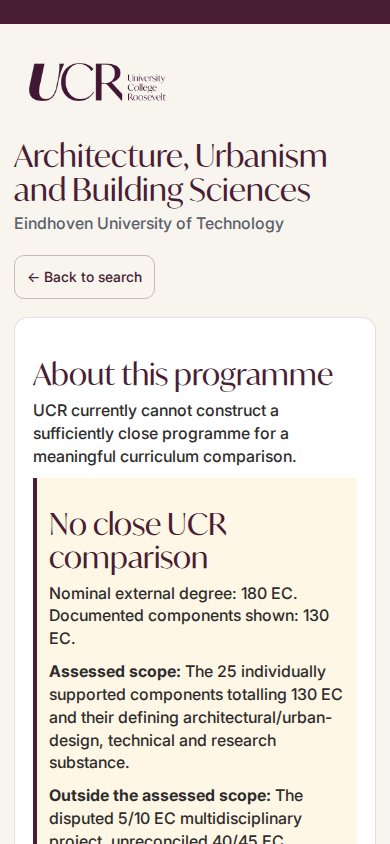 UCR University
College
Roosevelt
Architecture, Urbanism
and Building Sciences
Eindhoven University of Technology
← Back to search
About this programme
UCR currently cannot construct a
sufficiently close programme for a
meaningful curriculum comparison.
No close UCR
comparison
Nominal external degree: 180 EC.
Documented components shown: 130
EC.
Assessed scope: The 25 individually
supported components totalling 130 EC
and their defining architectural/urban-
design, technical and research
substance.
Outside the assessed scope: The
disputed 5/10 EC multidisciplinary
project, unreconciled 40/45 EC